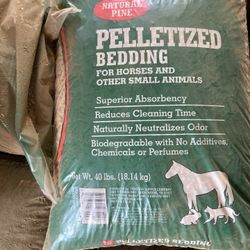 NATURAL
PINE
PELLETIZED
BEDDING
FOR HORSES AND
OTHER SMALL ANIMALS
Superior Absorbency
Reduces Cleaning Time
Naturally Neutralizes Odor
Biodegradable with No Additives,
Chemicals or Perfumes
Net Wt. 40 lbs. (18.14 kg)
PELLETIZED BEDDING